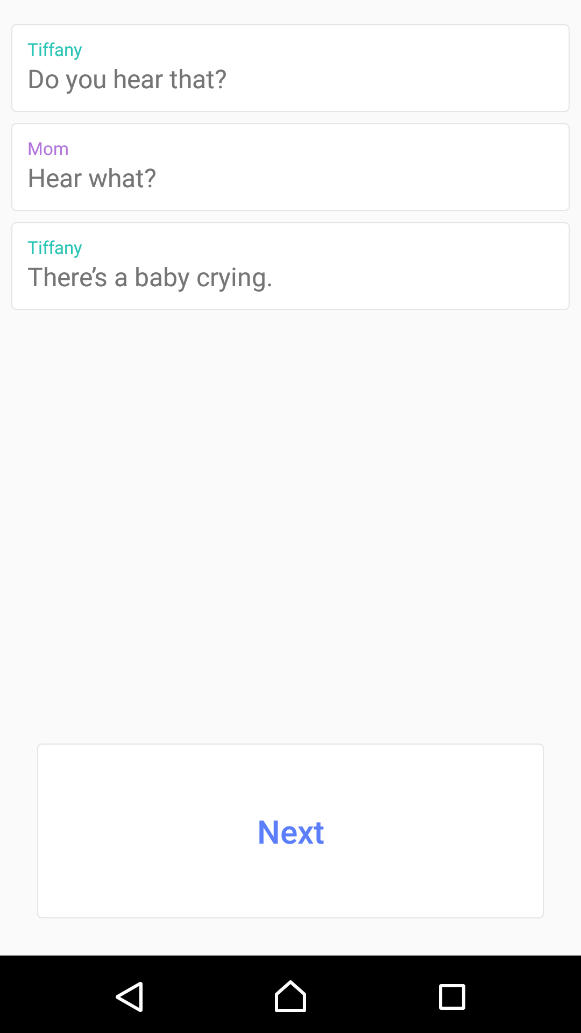 Tiffany
Do you hear that?
Mom
Hear what?
Tiffany
There’s a baby crying.
Next